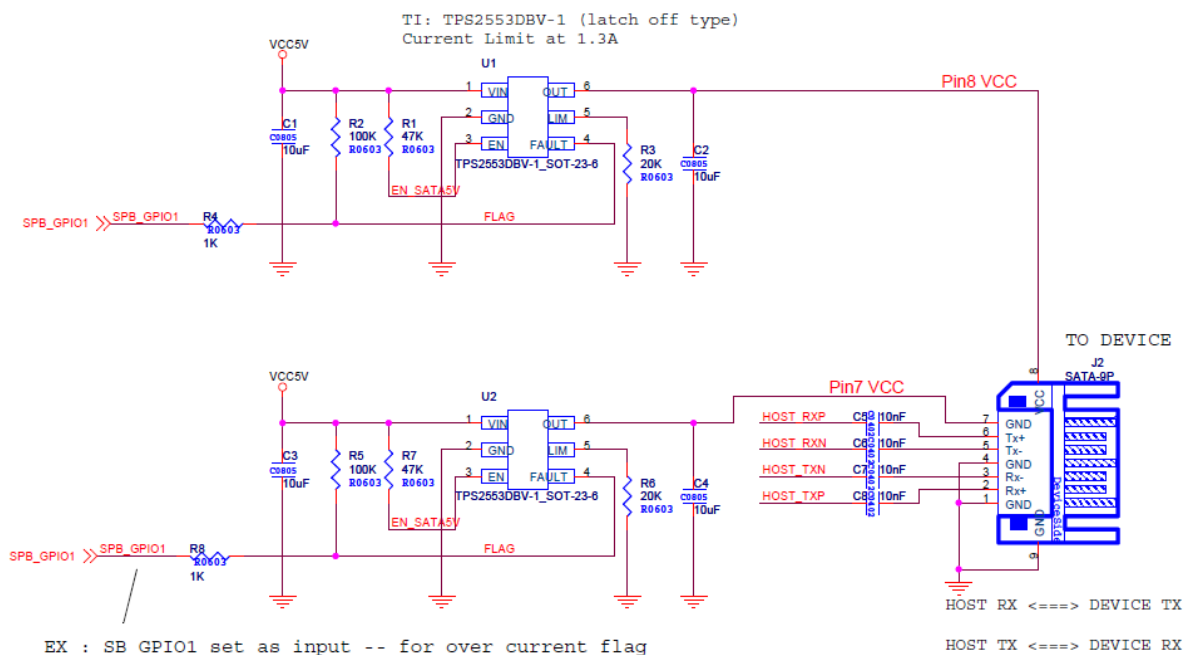 TI: TPS2553DBV-1 (latch off type)
Current Limit at 1.3A
VCC5V
U1
Pin8 VCC
1 VIN OUT 6
2 GND LIM 5
3 EN FAULT 4
TPS2553DBV-1_SOT-23-6
C1
C0805
10uF
R2
100K
R0603
R1
47K
R0603
R3
20K
R0603
C2
C0805
10uF
EN_SATA5V
FLAG
SPB_GPIO1 SPB_GPIO1
R4
R0603
1K
TO DEVICE
J2
SATA-9P
VCC5V
U2
Pin7 VCC
1 VIN OUT 6
2 GND LIM 5
3 EN FAULT 4
TPS2553DBV-1_SOT-23-6
C3
C0805
10uF
R5
100K
R0603
R7
47K
R0603
R6
20K
R0603
C4
C0805
10uF
EN_SATA5V
FLAG
SPB_GPIO1 SPB_GPIO1
R8
R0603
1K
HOST_RXP C5 10nF
HOST_RXN C6 10nF
HOST_TXN C7 10nF
HOST_TXP C8 10nF
8 VCC
7 GND
6 Tx+
5 Tx-
4 GND
3 Rx-
2 Rx+
1 GND
9 GND
DeviceSide
HOST RX <===> DEVICE TX
EX : SB GPIO1 set as input -- for over current flag
HOST TX <===> DEVICE RX